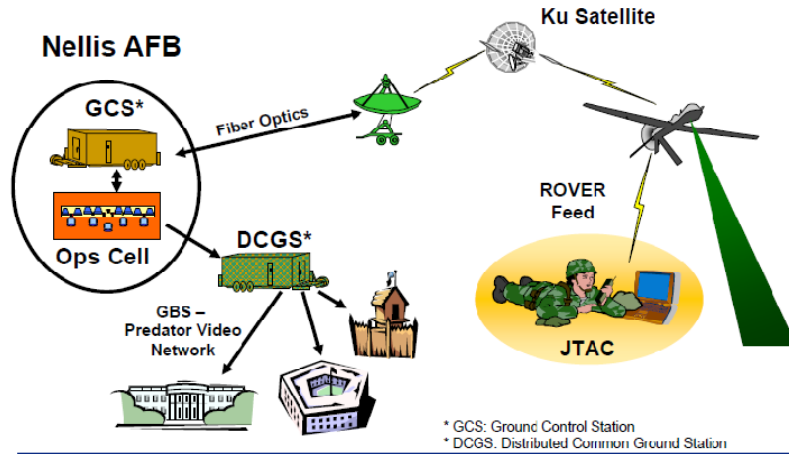 Ku Satellite
Nellis AFB
GCS*
Fiber Optics
ROVER
Feed
Ops Cell
DCGS*
GBS –
Predator Video
Network
JTAC
* GCS: Ground Control Station
* DCGS: Distributed Common Ground Station